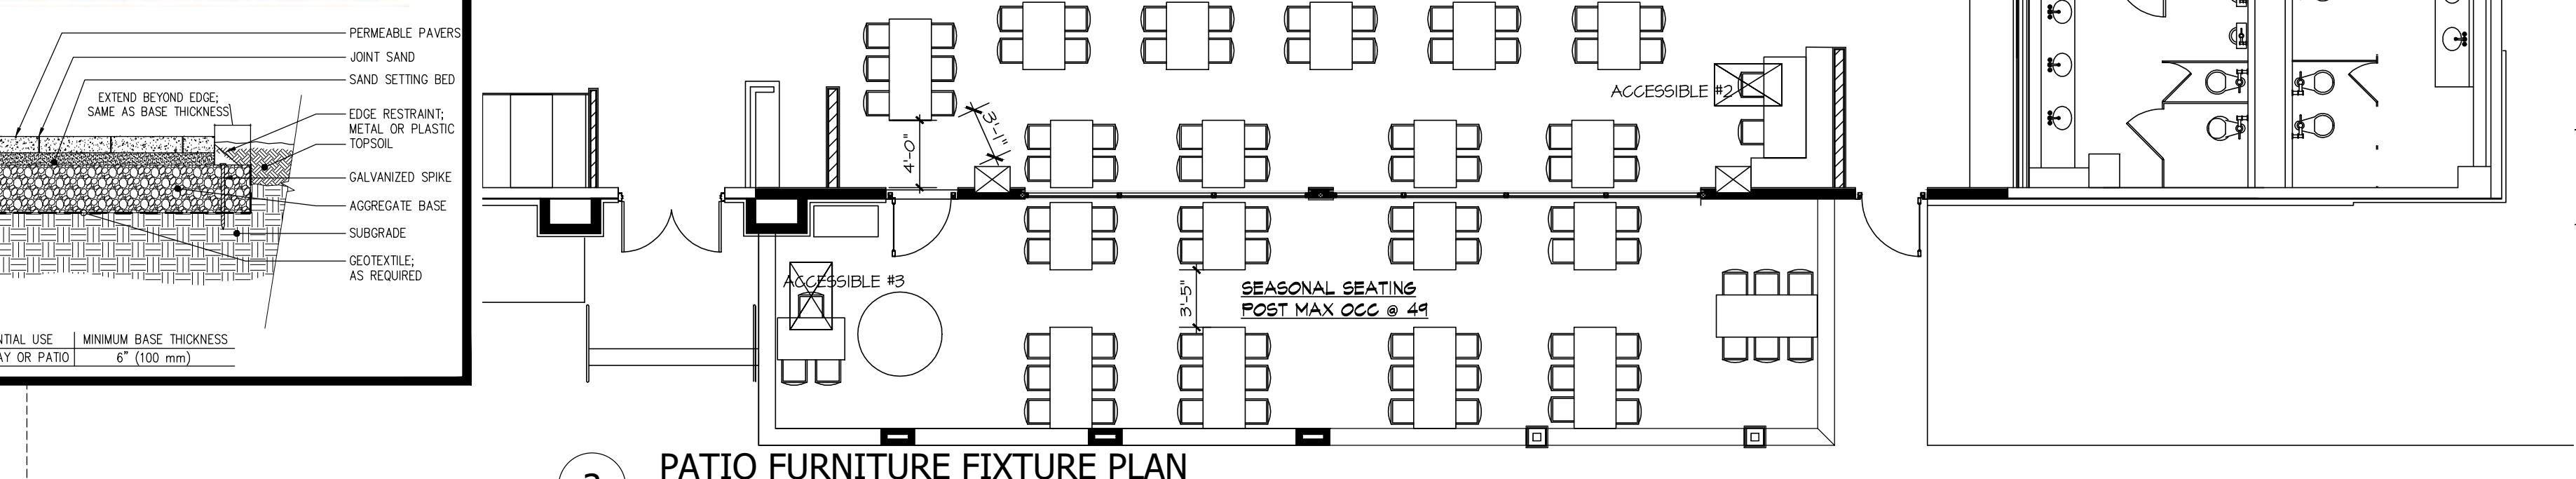 PERMEABLE PAVERS
JOINT SAND
SAND SETTING BED
EXTEND BEYOND EDGE;
SAME AS BASE THICKNESS
EDGE RESTRAINT;
METAL OR PLASTIC
TOPSOIL
GALVANIZED SPIKE
AGGREGATE BASE
SUBGRADE
GEOTEXTILE;
AS REQUIRED
USE MINIMUM BASE THICKNESS
OR PATIO 6" (100 mm)
4'-0"
3'-1"
ACCESSIBLE #2
ACCESSIBLE #3
3'-5"
SEASONAL SEATING
POST MAX OCC @ 49
PATIO FURNITURE FIXTURE PLAN